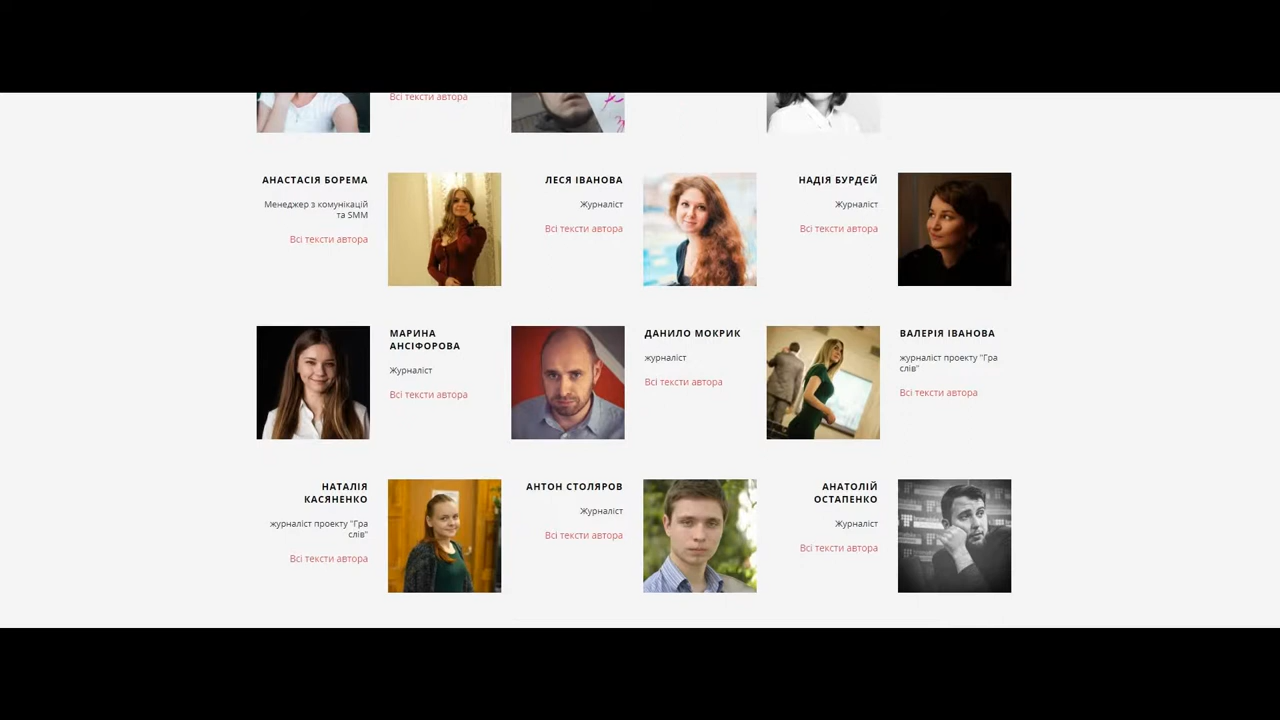 Всі тексти автора
АНАСТАСІЯ БОРЕМА
Менеджер з комунікацій
та SMM
Всі тексти автора
ЛЕСЯ ІВАНОВА
Журналіст
Всі тексти автора
НАДІЯ БУРДЄЙ
Журналіст
Всі тексти автора
МАРИНА
АНСІФОРОВА
Журналіст
Всі тексти автора
ДАНИЛО МОКРИК
журналіст
Всі тексти автора
ВАЛЕРІЯ ІВАНОВА
журналіст проекту "Гра
слів"
Всі тексти автора
НАТАЛІЯ
КАСЯНЕНКО
журналіст проекту "Гра
слів"
Всі тексти автора
АНТОН СТОЛЯРОВ
Журналіст
Всі тексти автора
АНАТОЛІЙ
ОСТАПЕНКО
Журналіст
Всі тексти автора